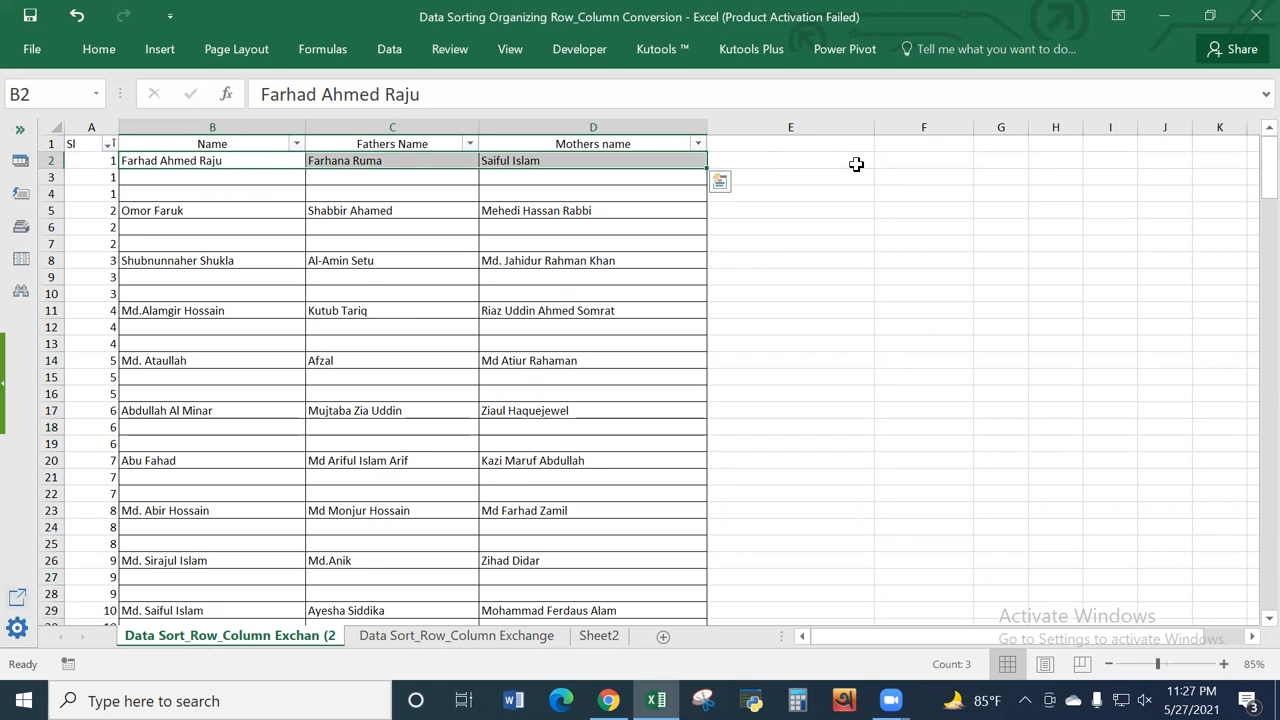 Data Sorting Organizing Row_Column Conversion - Excel (Product Activation Failed)
File Home Insert Page Layout Formulas Data Review View Developer Kutools ™ Kutools Plus Power Pivot Tell me what you want to do... Share
B2 fx Farhad Ahmed Raju
A B C D E F G H I J K
1 Sl Name Fathers Name Mothers name
2 1 Farhad Ahmed Raju Farhana Ruma Saiful Islam
3 1
4 1
5 2 Omor Faruk Shabbir Ahamed Mehedi Hassan Rabbi
6 2
7 2
8 3 Shubnunnaher Shukla Al-Amin Setu Md. Jahidur Rahman Khan
9 3
10 3
11 4 Md.Alamgir Hossain Kutub Tariq Riaz Uddin Ahmed Somrat
12 4
13 4
14 5 Md. Ataullah Afzal Md Atiur Rahaman
15 5
16 5
17 6 Abdullah Al Minar Mujtaba Zia Uddin Ziaul Haquejewel
18 6
19 6
20 7 Abu Fahad Md Ariful Islam Arif Kazi Maruf Abdullah
21 7
22 7
23 8 Md. Abir Hossain Md Monjur Hossain Md Farhad Zamil
24 8
25 8
26 9 Md. Sirajul Islam Md.Anik Zihad Didar
27 9
28 9
29 10 Md. Saiful Islam Ayesha Siddika Mohammad Ferdaus Alam
Activate Windows
Go to Settings to activate Windows.
Data Sort_Row_Column Exchan (2 Data Sort_Row_Column Exchange Sheet2
Ready Count: 3 85%
Type here to search 85°F 11:27 PM
5/27/2021 3